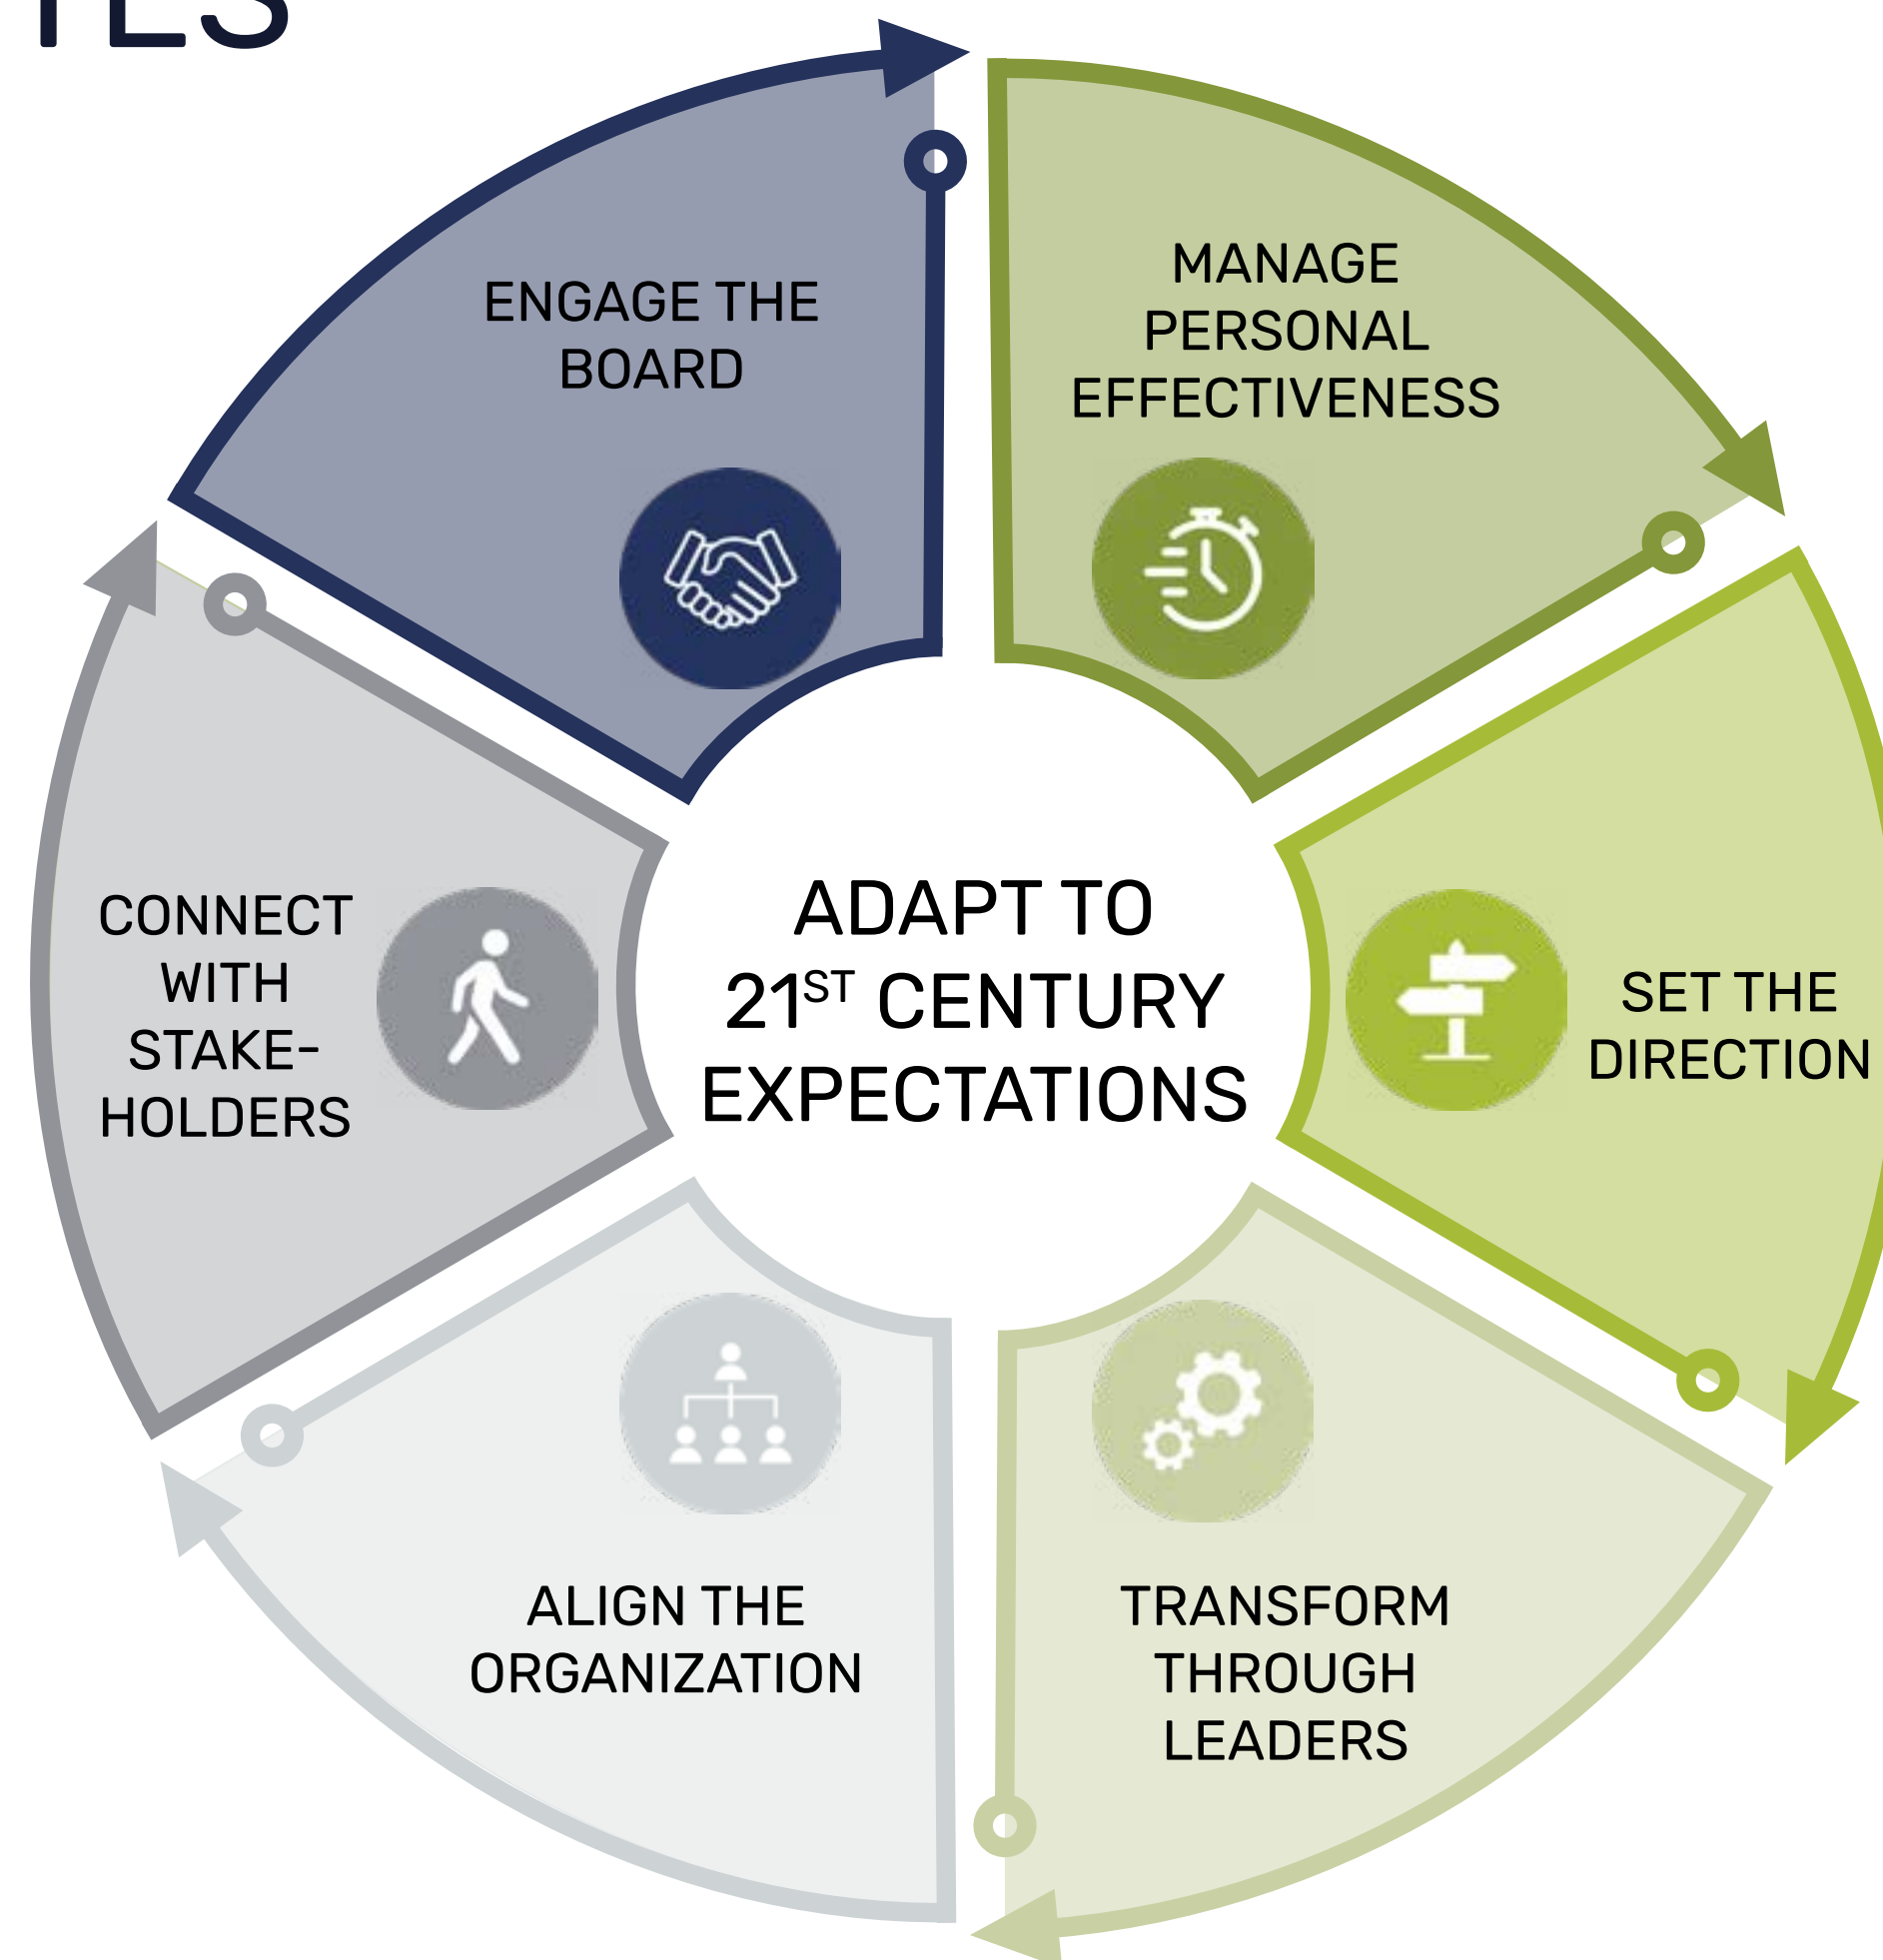 ENGAGE THE
BOARD
MANAGE
PERSONAL
EFFECTIVENESS
SET THE
DIRECTION
TRANSFORM
THROUGH
LEADERS
ALIGN THE
ORGANIZATION
CONNECT
WITH
STAKE-
HOLDERS
ADAPT TO
21ST CENTURY
EXPECTATIONS